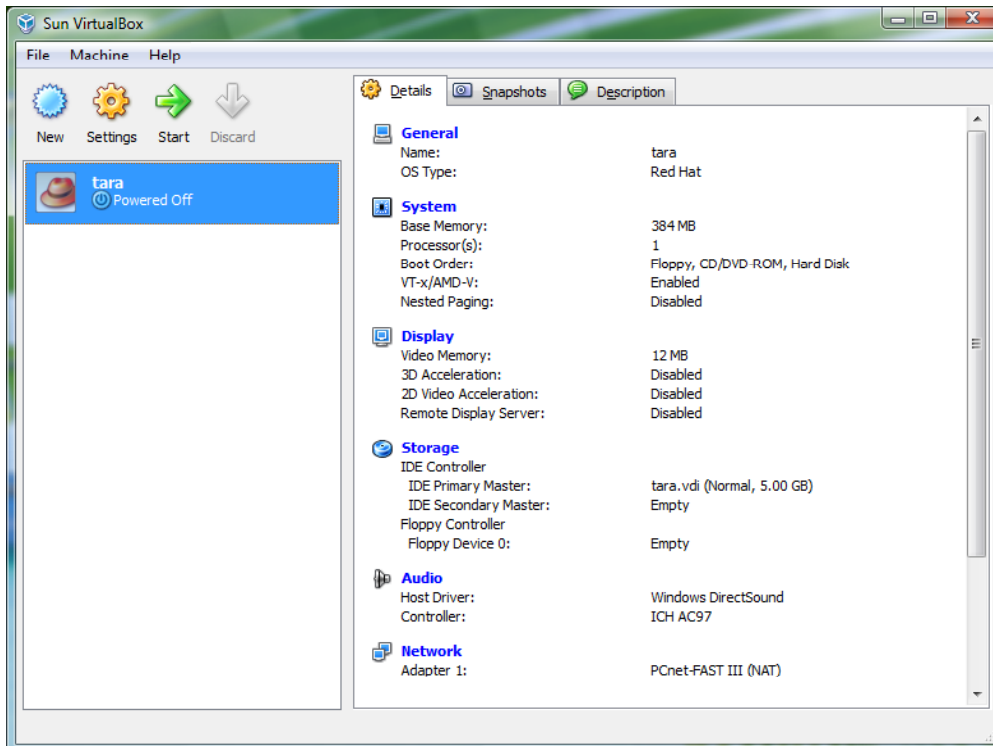 Sun VirtualBox
File Machine Help
New Settings Start Discard
tara
Powered Off
Details Snapshots Description
General
Name: tara
OS Type: Red Hat
System
Base Memory: 384 MB
Processor(s): 1
Boot Order: Floppy, CD/DVD-ROM, Hard Disk
VT-x/AMD-V: Enabled
Nested Paging: Disabled
Display
Video Memory: 12 MB
3D Acceleration: Disabled
2D Video Acceleration: Disabled
Remote Display Server: Disabled
Storage
IDE Controller
IDE Primary Master: tara.vdi (Normal, 5.00 GB)
IDE Secondary Master: Empty
Floppy Controller
Floppy Device 0: Empty
Audio
Host Driver: Windows DirectSound
Controller: ICH AC97
Network
Adapter 1: PCnet-FAST III (NAT)